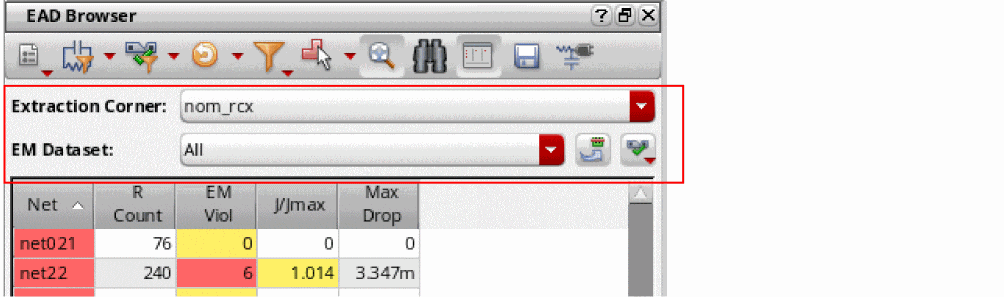 EAD Browser
Extraction Corner: nom_rcx
EM Dataset: All
Net R Count EM Viol J/Jmax Max Drop
net021 76 0 0 0
net22 240 6 1.014 3.347m